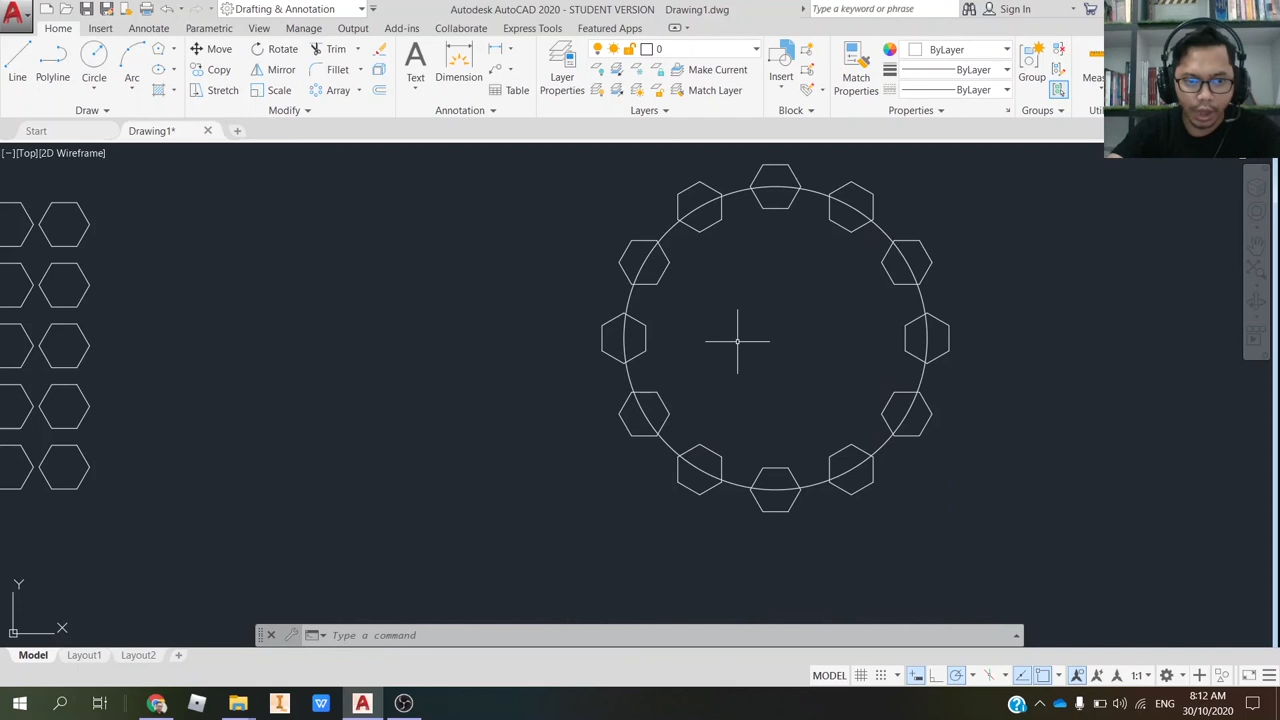 Drafting & Annotation
Autodesk AutoCAD 2020 - STUDENT VERSION Drawing1.dwg
Type a keyword or phrase
Sign In
Home Insert Annotate Parametric View Manage Output Add-ins Collaborate Express Tools Featured Apps
Line Polyline Circle Arc
Move Rotate Trim
Copy Mirror Fillet
Stretch Scale Array
Text Dimension Table
Layer Properties
0
Make Current
Match Layer
Insert
Match Properties
ByLayer
ByLayer
ByLayer
Group
Draw Modify Annotation Layers Block Properties Groups
Start Drawing1*
[−][Top][2D Wireframe]
Y
X
Type a command
Model Layout1 Layout2
MODEL 1:1
ENG
8:12 AM
30/10/2020